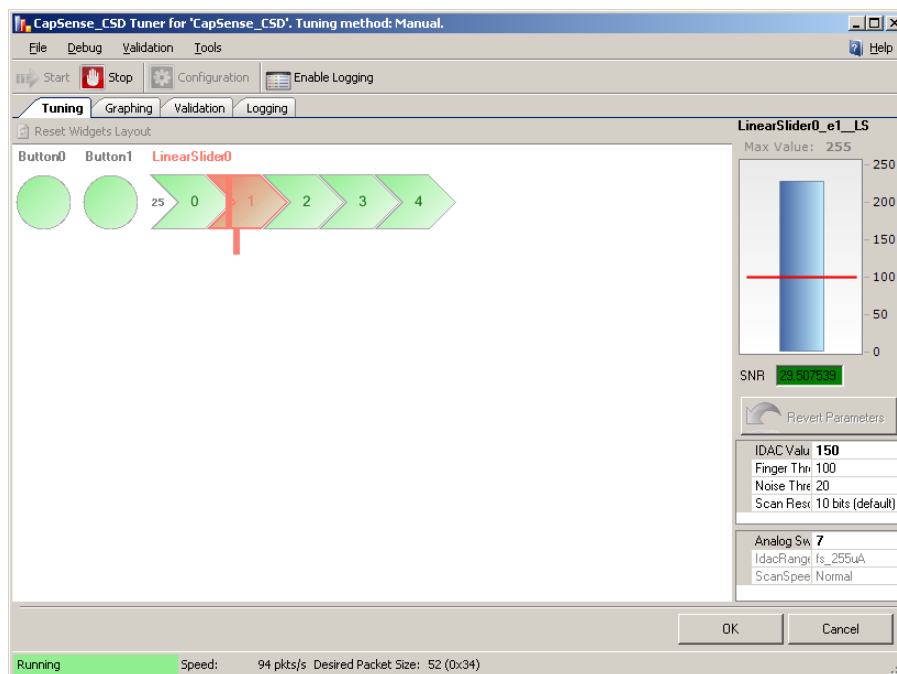 CapSense_CSD Tuner for 'CapSense_CSD'. Tuning method: Manual.
File Debug Validation Tools Help
Start Stop Configuration Enable Logging
Tuning Graphing Validation Logging
Reset Widgets Layout
LinearSlider0_e1__LS
Max Value: 255
Button0 Button1 LinearSlider0
25 0 1 2 3 4
250
200
150
100
50
0
SNR 29.507539
Revert Parameters
IDAC Valu 150
Finger Thr 100
Noise Thre 20
Scan Reso 10 bits (default)
Analog Sw 7
IdacRange fs_255uA
ScanSpee Normal
OK Cancel
Running Speed: 94 pkts/s Desired Packet Size: 52 (0x34)